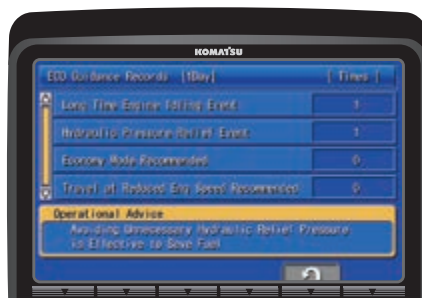 KOMATSU
ECO Guidance Records [1Day] [ Times ]
Long Time Engine Idling Event 1
Hydraulic Pressure Relief Event 1
Economy Mode Recommended 0
Travel at Reduced Eng Speed Recommended 0
Operational Advice
Avoiding Unnecessary Hydraulic Relief Pressure
is Effective to Save Fuel